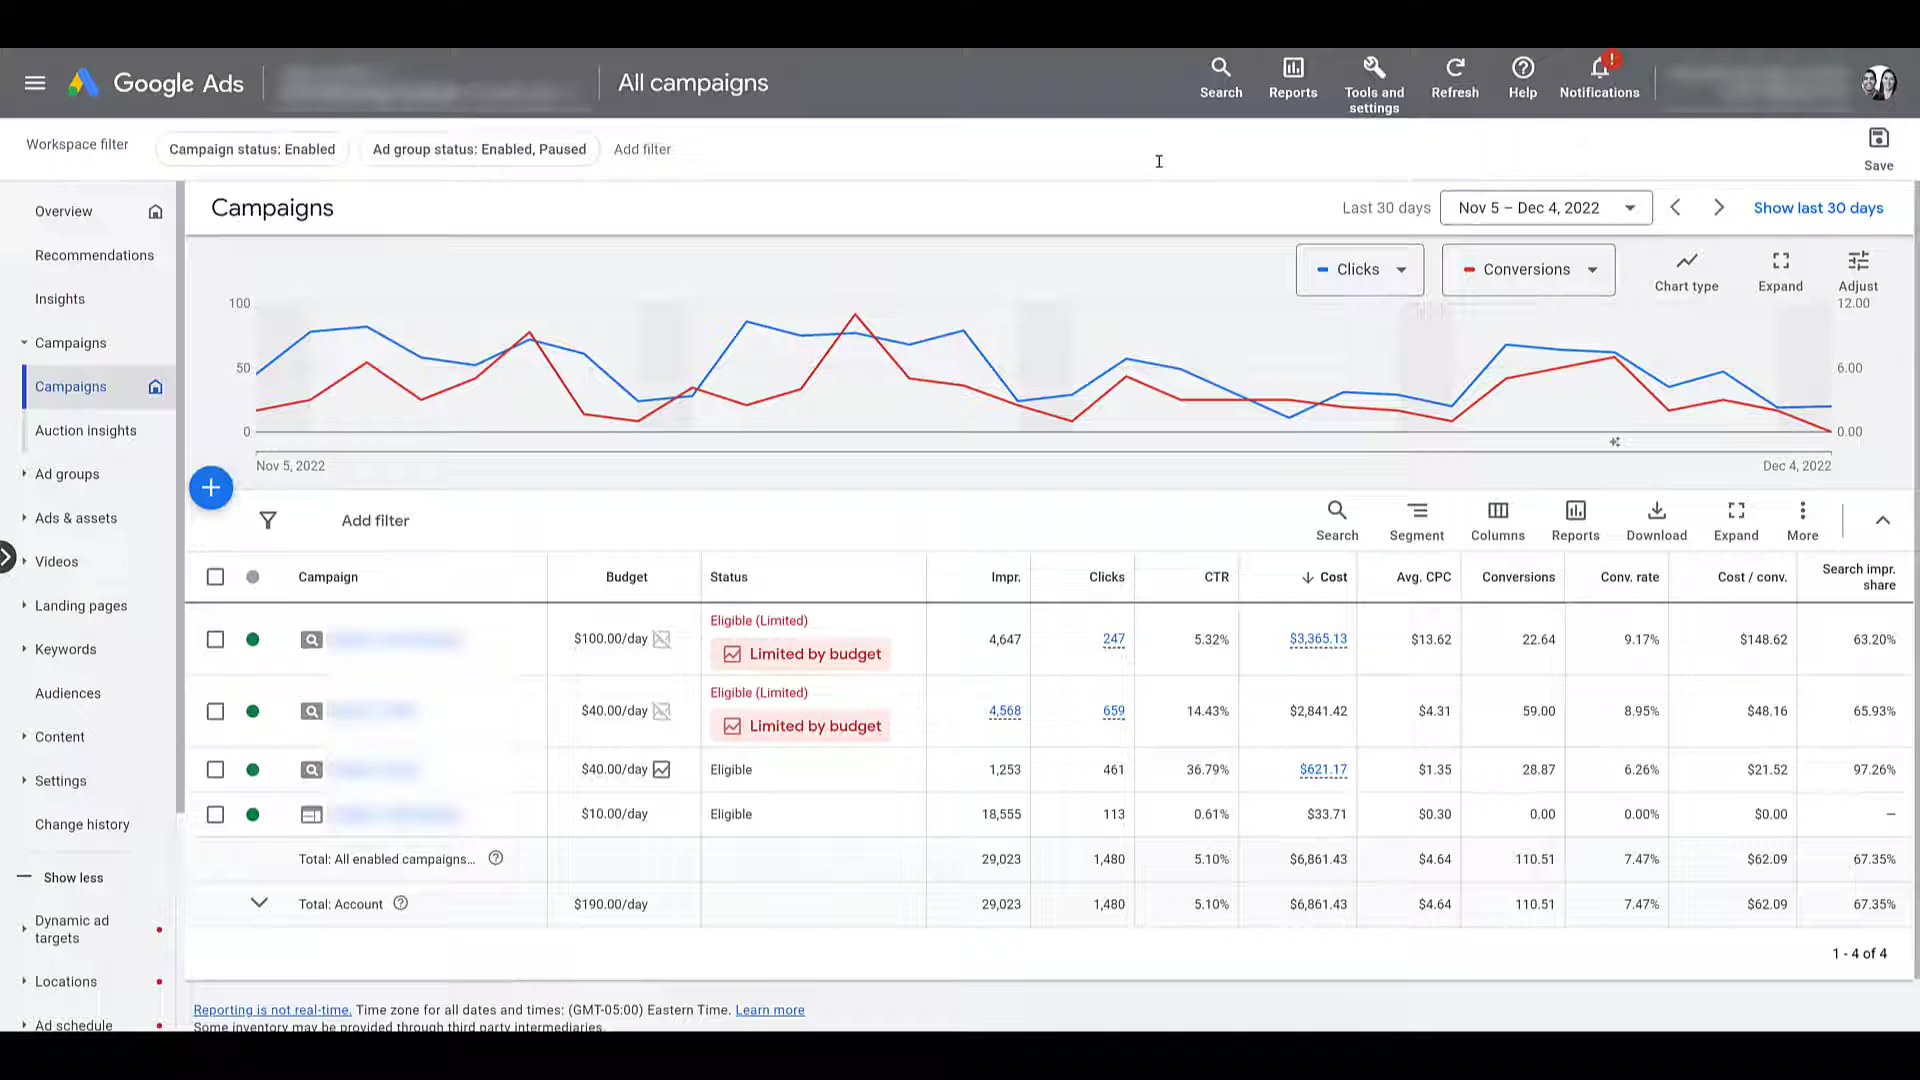 Google Ads
All campaigns
Search
Reports
Tools and
settings
Refresh
Help
!
Notifications
Workspace filter
Campaign status: Enabled
Ad group status: Enabled, Paused
Add filter
Save
Overview
Recommendations
Insights
Campaigns
Campaigns
Auction insights
Ad groups
Ads & assets
Videos
Landing pages
Keywords
Audiences
Content
Settings
Change history
Show less
Dynamic ad
targets
Locations
Ad schedule
Campaigns
Last 30 days
Nov 5 – Dec 4, 2022
Show last 30 days
Clicks
Conversions
Chart type
Expand
Adjust
100
50
0
12.00
6.00
0.00
Nov 5, 2022
Dec 4, 2022
Add filter
Search
Segment
Columns
Reports
Download
Expand
More
Campaign Budget Status Impr. Clicks CTR Cost Avg. CPC Conversions Conv. rate Cost / conv. Search impr.
share
$100.00/day Eligible (Limited) Limited by budget 4,647 247 5.32% $3,365.13 $13.62 22.64 9.17% $148.62 63.20%
$40.00/day Eligible (Limited) Limited by budget 4,568 659 14.43% $2,841.42 $4.31 59.00 8.95% $48.16 65.93%
$40.00/day Eligible 1,253 461 36.79% $621.17 $1.35 28.87 6.26% $21.52 97.26%
$10.00/day Eligible 18,555 113 0.61% $33.71 $0.30 0.00 0.00% $0.00 –
Total: All enabled campaigns... 29,023 1,480 5.10% $6,861.43 $4.64 110.51 7.47% $62.09 67.35%
Total: Account $190.00/day 29,023 1,480 5.10% $6,861.43 $4.64 110.51 7.47% $62.09 67.35%
1 - 4 of 4
Reporting is not real-time. Time zone for all dates and times: (GMT-05:00) Eastern Time. Learn more
Some inventory may be provided through third party intermediaries.